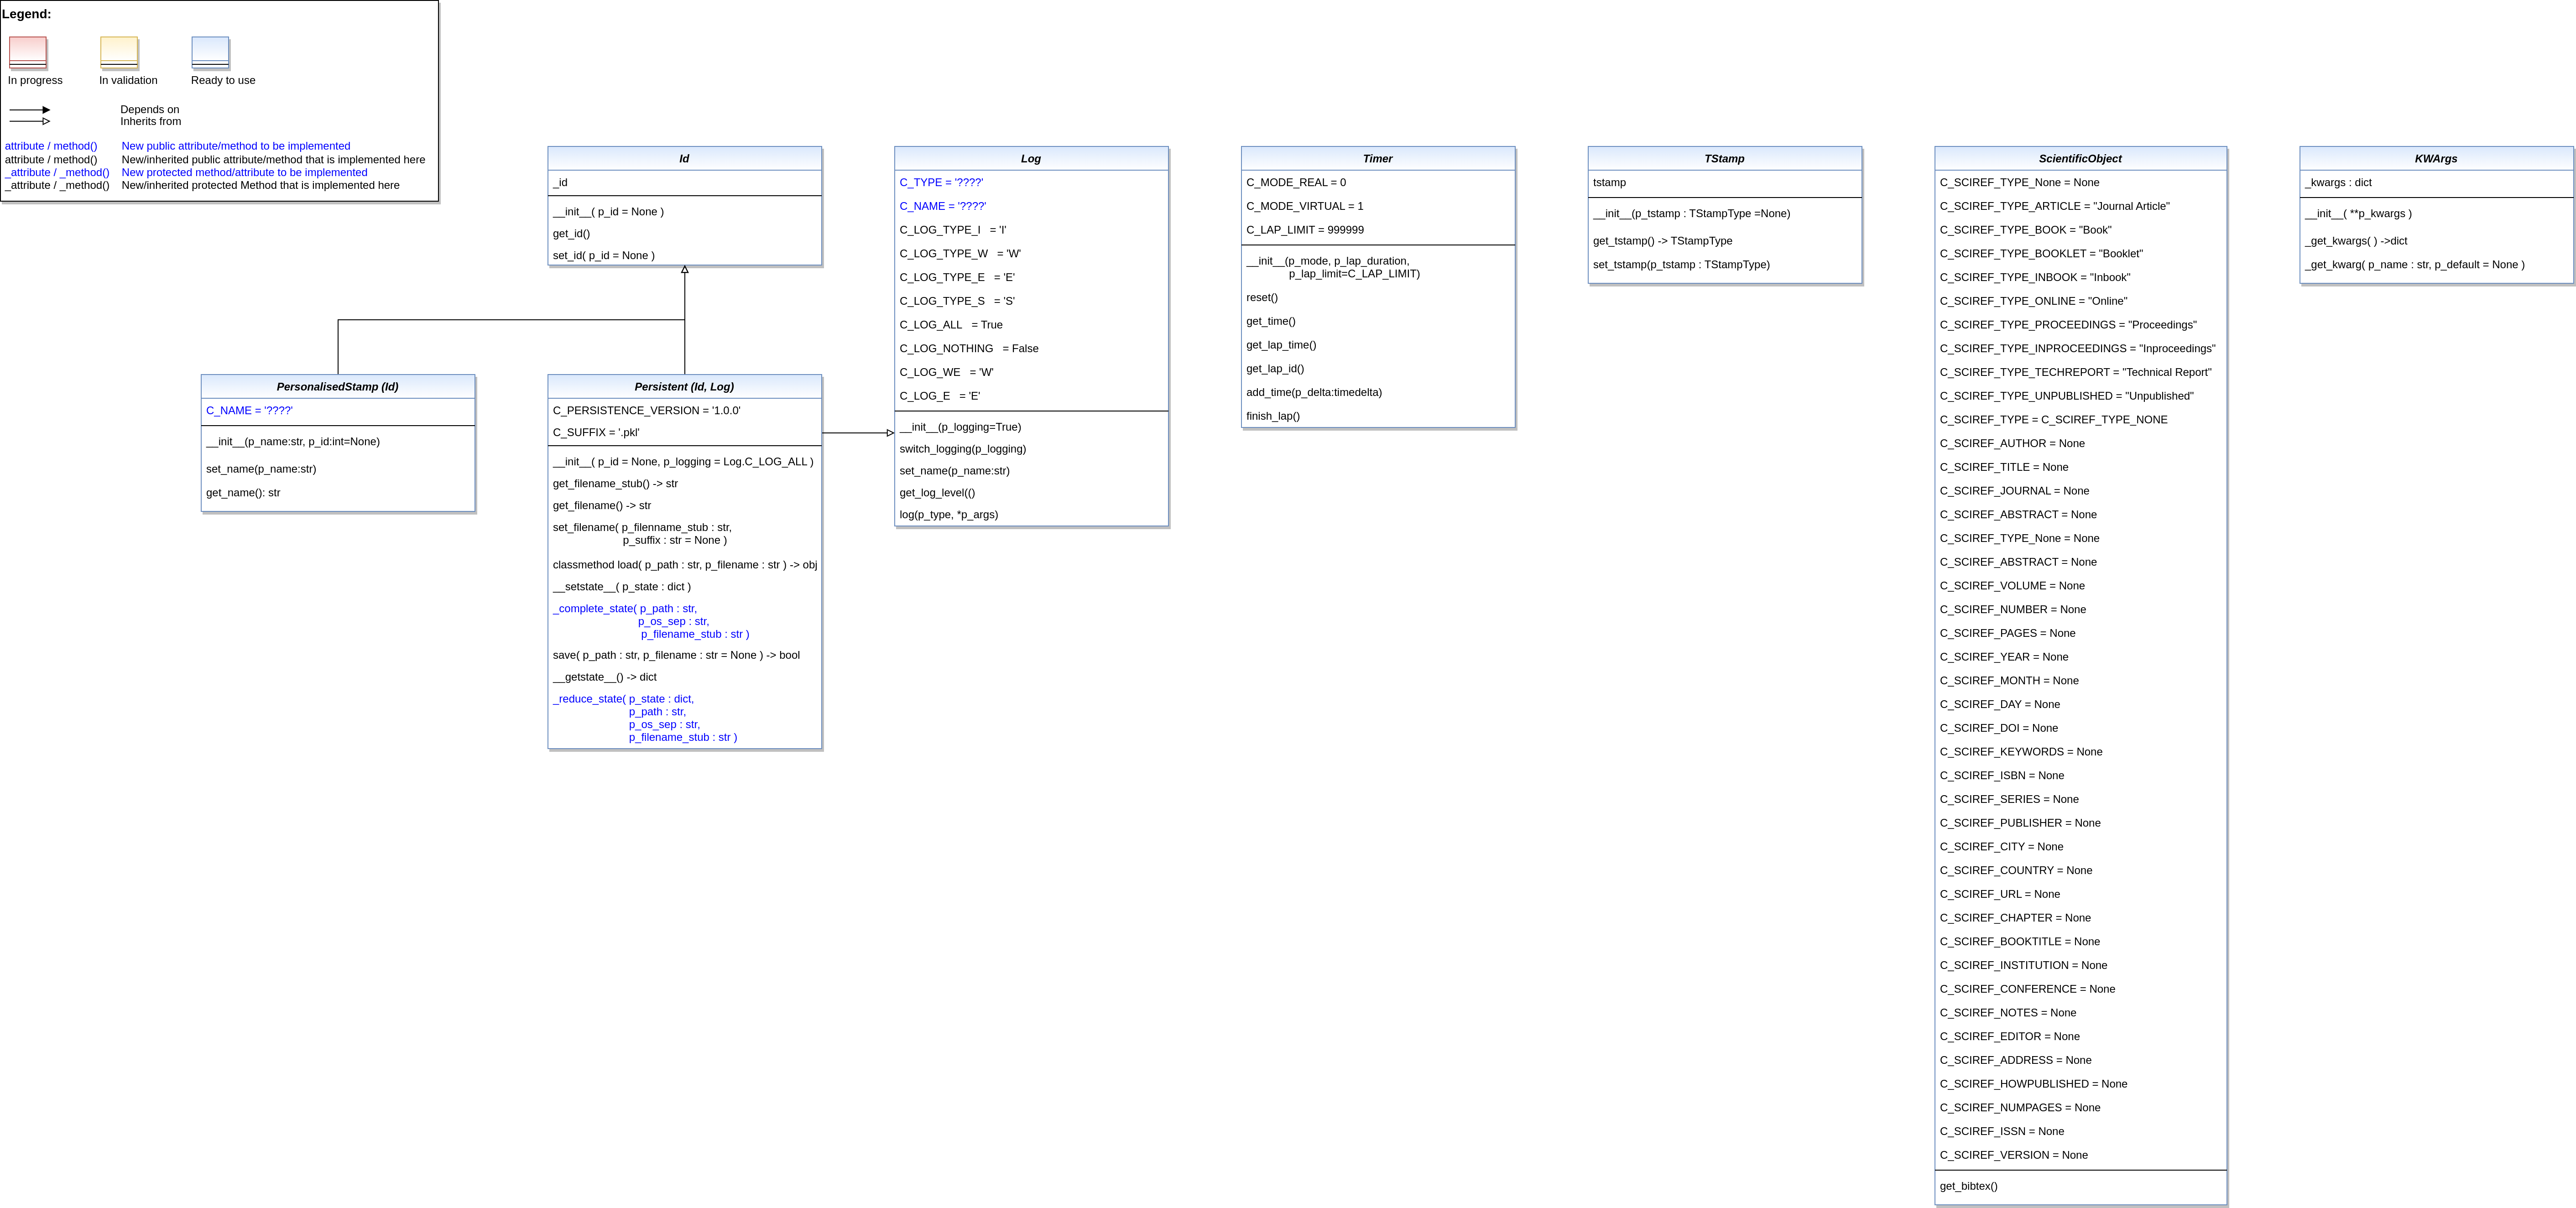 Legend:
In progress
In validation
Ready to use
Depends on
Inherits from
attribute / method() New public attribute/method to be implemented
attribute / method() New/inherited public attribute/method that is implemented here
_attribute / _method() New protected method/attribute to be implemented
_attribute / _method() New/inherited protected Method that is implemented here
Id
_id
__init__( p_id = None )
get_id()
set_id( p_id = None )
PersonalisedStamp (Id)
C_NAME = '????'
__init__(p_name:str, p_id:int=None)
set_name(p_name:str)
get_name(): str
Persistent (Id, Log)
C_PERSISTENCE_VERSION = '1.0.0'
C_SUFFIX = '.pkl'
__init__( p_id = None, p_logging = Log.C_LOG_ALL )
get_filename_stub() -> str
get_filename() -> str
set_filename( p_filenname_stub : str,
p_suffix : str = None )
classmethod load( p_path : str, p_filename : str ) -> obj
__setstate__( p_state : dict )
_complete_state( p_path : str,
p_os_sep : str,
p_filename_stub : str )
save( p_path : str, p_filename : str = None ) -> bool
__getstate__() -> dict
_reduce_state( p_state : dict,
p_path : str,
p_os_sep : str,
p_filename_stub : str )
Log
C_TYPE = '????'
C_NAME = '????'
C_LOG_TYPE_I = 'I'
C_LOG_TYPE_W = 'W'
C_LOG_TYPE_E = 'E'
C_LOG_TYPE_S = 'S'
C_LOG_ALL = True
C_LOG_NOTHING = False
C_LOG_WE = 'W'
C_LOG_E = 'E'
__init__(p_logging=True)
switch_logging(p_logging)
set_name(p_name:str)
get_log_level(()
log(p_type, *p_args)
Timer
C_MODE_REAL = 0
C_MODE_VIRTUAL = 1
C_LAP_LIMIT = 999999
__init__(p_mode, p_lap_duration,
p_lap_limit=C_LAP_LIMIT)
reset()
get_time()
get_lap_time()
get_lap_id()
add_time(p_delta:timedelta)
finish_lap()
TStamp
tstamp
__init__(p_tstamp : TStampType =None)
get_tstamp() -> TStampType
set_tstamp(p_tstamp : TStampType)
ScientificObject
C_SCIREF_TYPE_None = None
C_SCIREF_TYPE_ARTICLE = "Journal Article"
C_SCIREF_TYPE_BOOK = "Book"
C_SCIREF_TYPE_BOOKLET = "Booklet"
C_SCIREF_TYPE_INBOOK = "Inbook"
C_SCIREF_TYPE_ONLINE = "Online"
C_SCIREF_TYPE_PROCEEDINGS = "Proceedings"
C_SCIREF_TYPE_INPROCEEDINGS = "Inproceedings"
C_SCIREF_TYPE_TECHREPORT = "Technical Report"
C_SCIREF_TYPE_UNPUBLISHED = "Unpublished"
C_SCIREF_TYPE = C_SCIREF_TYPE_NONE
C_SCIREF_AUTHOR = None
C_SCIREF_TITLE = None
C_SCIREF_JOURNAL = None
C_SCIREF_ABSTRACT = None
C_SCIREF_TYPE_None = None
C_SCIREF_ABSTRACT = None
C_SCIREF_VOLUME = None
C_SCIREF_NUMBER = None
C_SCIREF_PAGES = None
C_SCIREF_YEAR = None
C_SCIREF_MONTH = None
C_SCIREF_DAY = None
C_SCIREF_DOI = None
C_SCIREF_KEYWORDS = None
C_SCIREF_ISBN = None
C_SCIREF_SERIES = None
C_SCIREF_PUBLISHER = None
C_SCIREF_CITY = None
C_SCIREF_COUNTRY = None
C_SCIREF_URL = None
C_SCIREF_CHAPTER = None
C_SCIREF_BOOKTITLE = None
C_SCIREF_INSTITUTION = None
C_SCIREF_CONFERENCE = None
C_SCIREF_NOTES = None
C_SCIREF_EDITOR = None
C_SCIREF_ADDRESS = None
C_SCIREF_HOWPUBLISHED = None
C_SCIREF_NUMPAGES = None
C_SCIREF_ISSN = None
C_SCIREF_VERSION = None
get_bibtex()
KWArgs
_kwargs : dict
__init__( **p_kwargs )
_get_kwargs( ) ->dict
_get_kwarg( p_name : str, p_default = None )